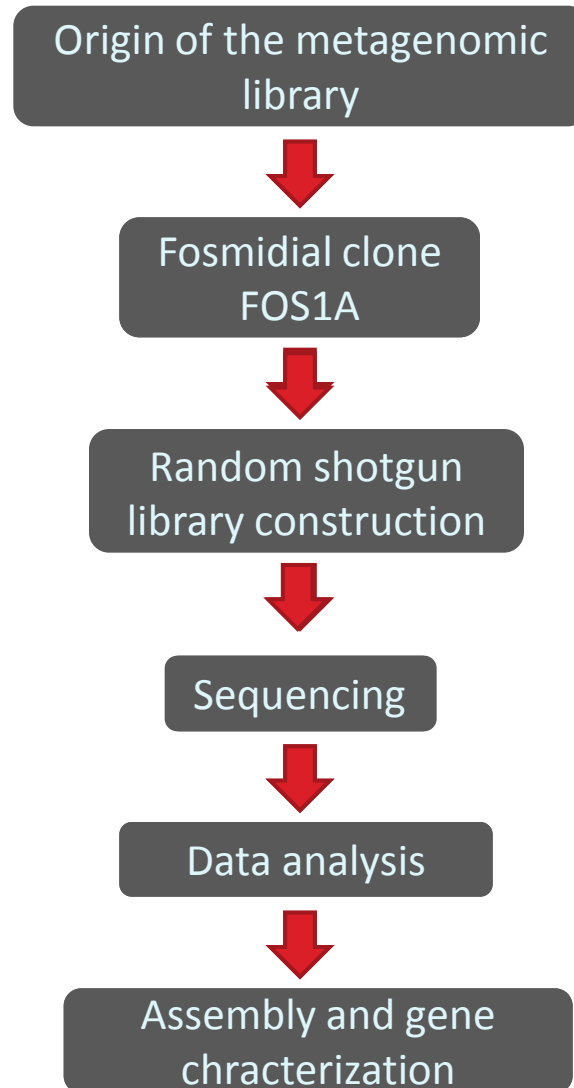 Origin of the metagenomic
library
Fosmidial clone
FOS1A
Random shotgun
library construction
Sequencing
Data analysis
Assembly and gene
chracterization